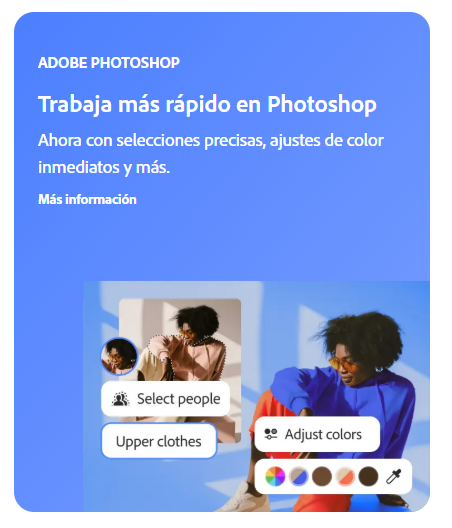 ADOBE PHOTOSHOP
Trabaja más rápido en Photoshop
Ahora con selecciones precisas, ajustes de color
inmediatos y más.
Más información
Select people
Upper clothes
Adjust colors